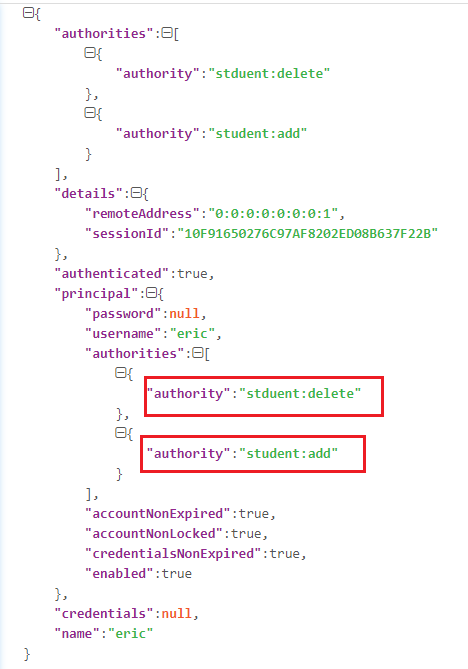 {
"authorities":[
{
"authority":"stduent:delete"
},
{
"authority":"student:add"
}
],
"details":{
"remoteAddress":"0:0:0:0:0:0:0:1",
"sessionId":"10F91650276C97AF8202ED08B637F22B"
},
"authenticated":true,
"principal":{
"password":null,
"username":"eric",
"authorities":[
{
"authority":"stduent:delete"
},
{
"authority":"student:add"
}
],
"accountNonExpired":true,
"accountNonLocked":true,
"credentialsNonExpired":true,
"enabled":true
},
"credentials":null,
"name":"eric"
}